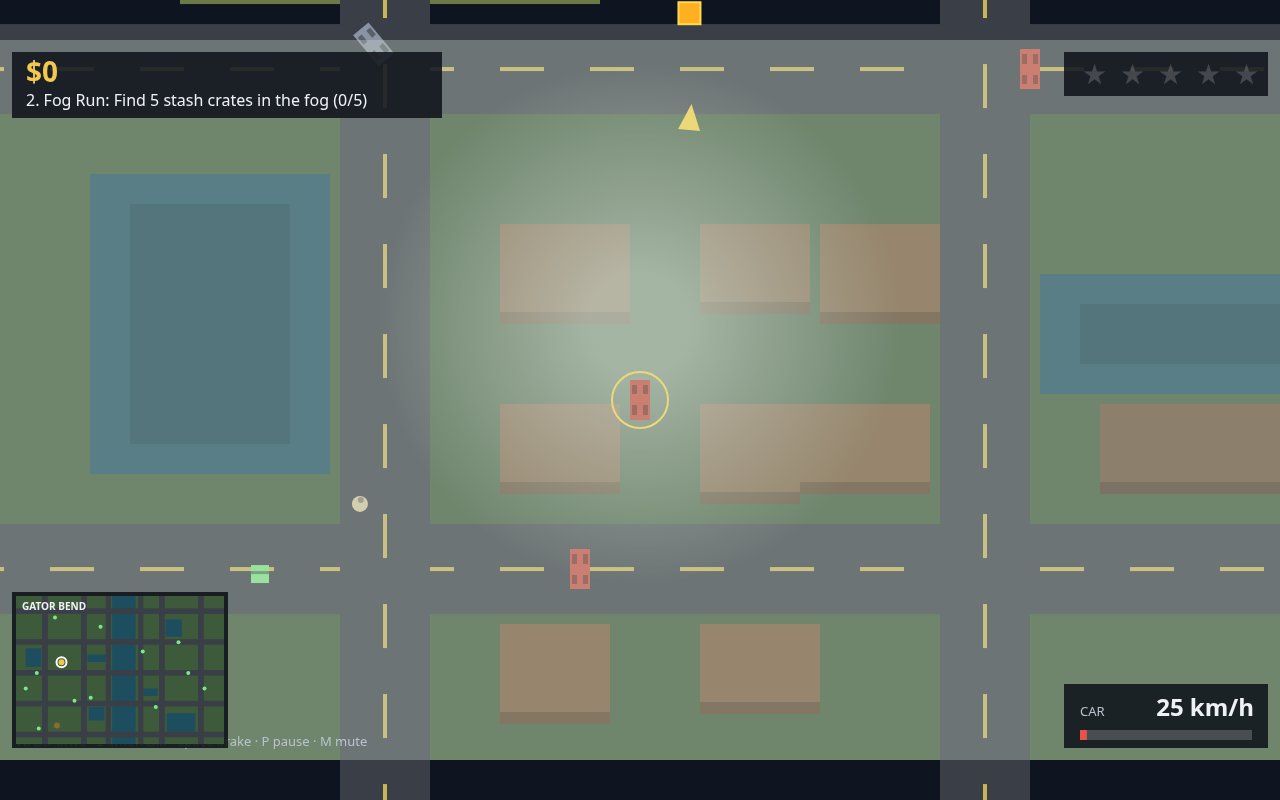 $0
2. Fog Run: Find 5 stash crates in the fog (0/5)
GATOR BEND
rake · P pause · M mute
CAR
25 km/h